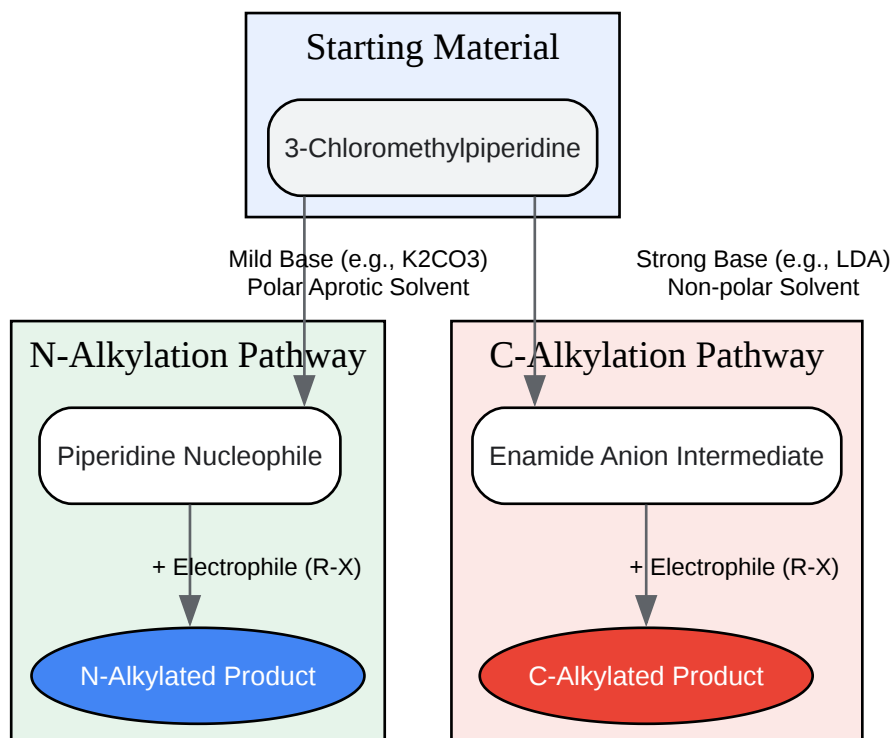 Starting Material
3-Chloromethylpiperidine
Mild Base (e.g., K2CO3)
Polar Aprotic Solvent
Strong Base (e.g., LDA)
Non-polar Solvent
N-Alkylation Pathway
C-Alkylation Pathway
Piperidine Nucleophile
Enamide Anion Intermediate
+ Electrophile (R-X)
+ Electrophile (R-X)
N-Alkylated Product
C-Alkylated Product